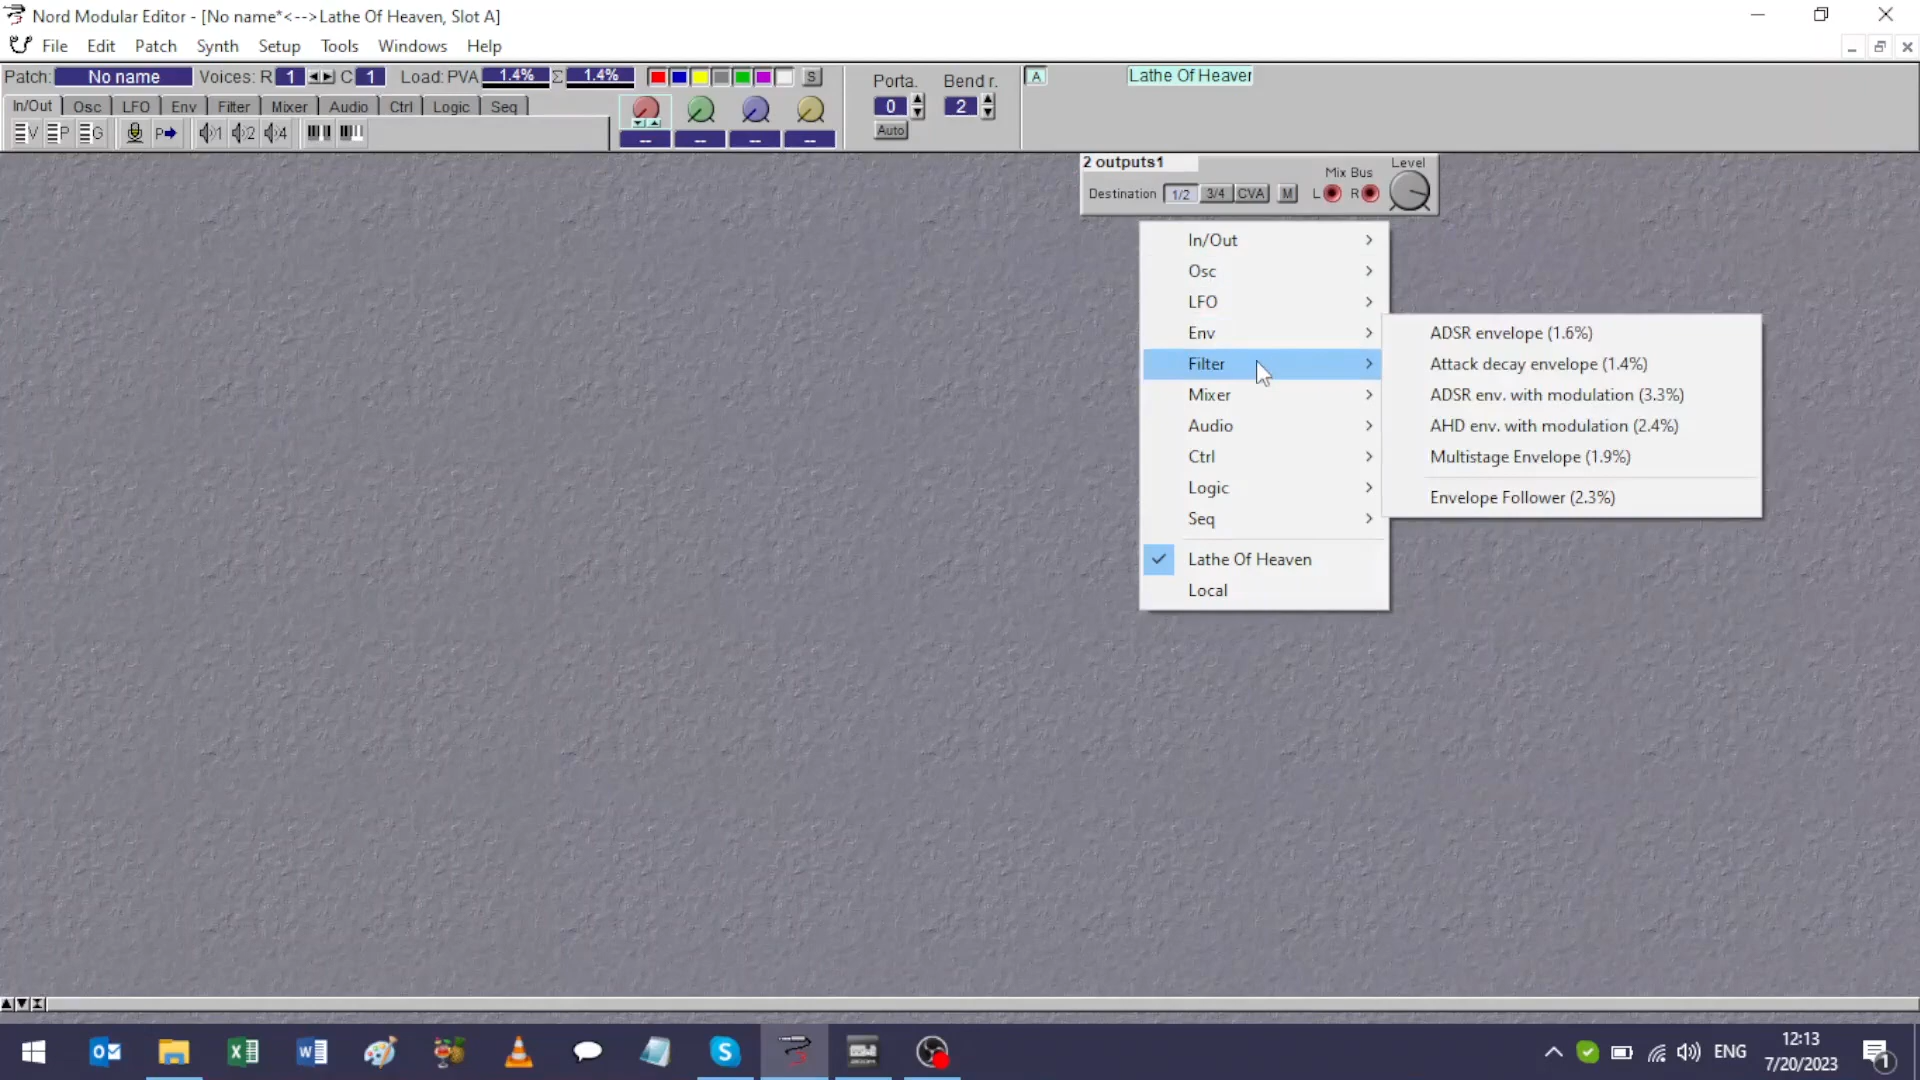 Nord Modular Editor - [No name*<-->Lathe Of Heaven, Slot A]
File Edit Patch Synth Setup Tools Windows Help
Patch: No name Voices: R 1 C 1 Load: PVA 1.4% Σ 1.4% S
Porta. Bend r.
A Lathe Of Heaven
In/Out Osc LFO Env Filter Mixer Audio Ctrl Logic Seq
0 2
V P G P 1 2 4
-- -- -- --
Auto
2 outputs1
Level
Mix Bus
Destination 1/2 3/4 CVA M L R
In/Out
Osc
LFO
Env
Filter
Mixer
Audio
Ctrl
Logic
Seq
Lathe Of Heaven
Local
ADSR envelope (1.6%)
Attack decay envelope (1.4%)
ADSR env. with modulation (3.3%)
AHD env. with modulation (2.4%)
Multistage Envelope (1.9%)
Envelope Follower (2.3%)
ENG
12:13
7/20/2023
1